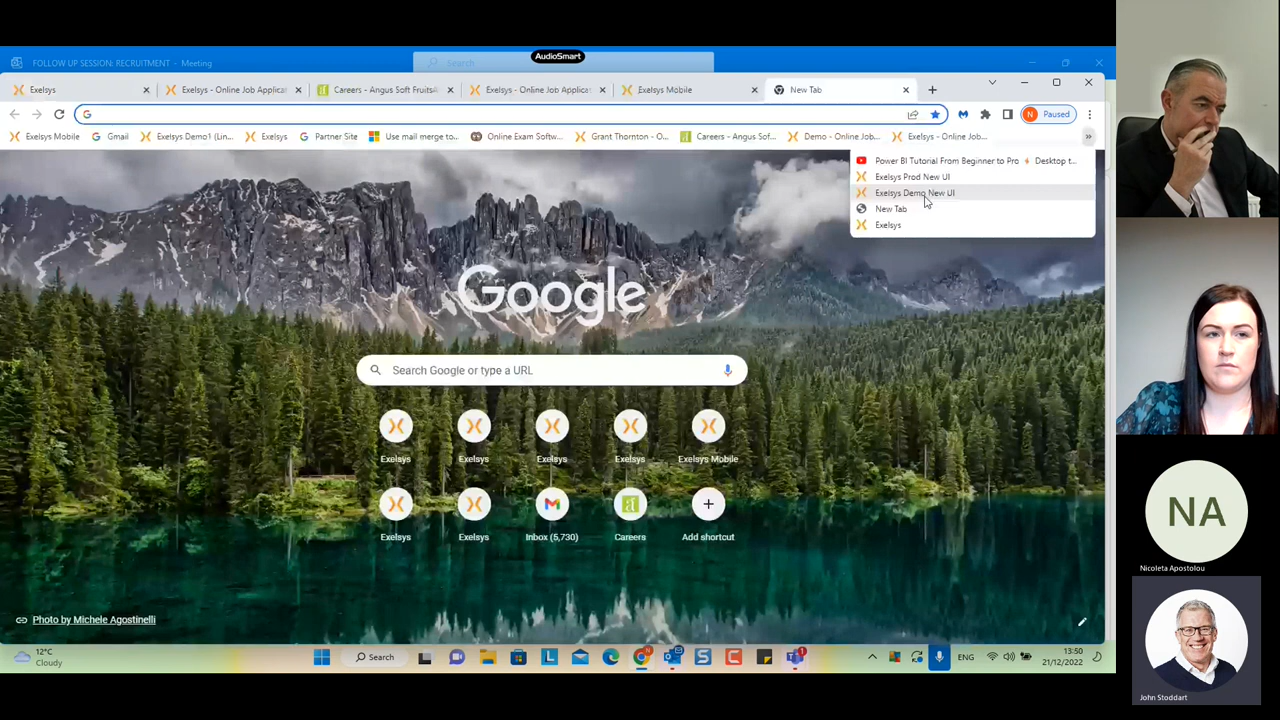 AudioSmart
FOLLOW UP SESSION: RECRUITMENT - Meeting
Search
Exelsys
Exelsys - Online Job Applica
Careers - Angus Soft Fruits
Exelsys - Online Job Applica
Exelsys Mobile
New Tab
N Paused
Exelsys Mobile
Gmail
Exelsys Demo1 (Lin...
Exelsys
Partner Site
Use mail merge to...
Online Exam Softw...
Grant Thornton - O...
Careers - Angus Sof...
Demo - Online Job...
Exelsys - Online Job...
Power BI Tutorial From Beginner to Pro Desktop t...
Exelsys Prod New UI
Exelsys Demo New UI
New Tab
Exelsys
Google
Search Google or type a URL
Exelsys
Exelsys
Exelsys
Exelsys
Exelsys Mobile
Exelsys
Exelsys
Inbox (5,730)
Careers
Add shortcut
Photo by Michele Agostinelli
12°C
Cloudy
Search
ENG
13:50
21/12/2022
NA
Nicoleta Apostolou
John Stoddart